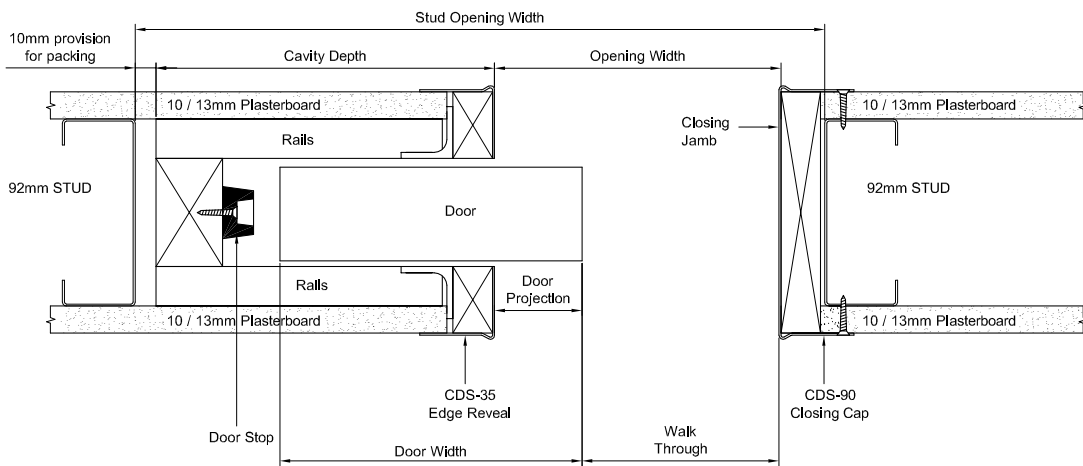 Stud Opening Width
10mm provision
for packing
Cavity Depth
Opening Width
10 / 13mm Plasterboard
10 / 13mm Plasterboard
Rails
Closing
Jamb
92mm STUD
92mm STUD
Door
Rails
Door
Projection
10 / 13mm Plasterboard
10 / 13mm Plasterboard
CDS-35
Edge Reveal
CDS-90
Closing Cap
Door Stop
Door Width
Walk
Through